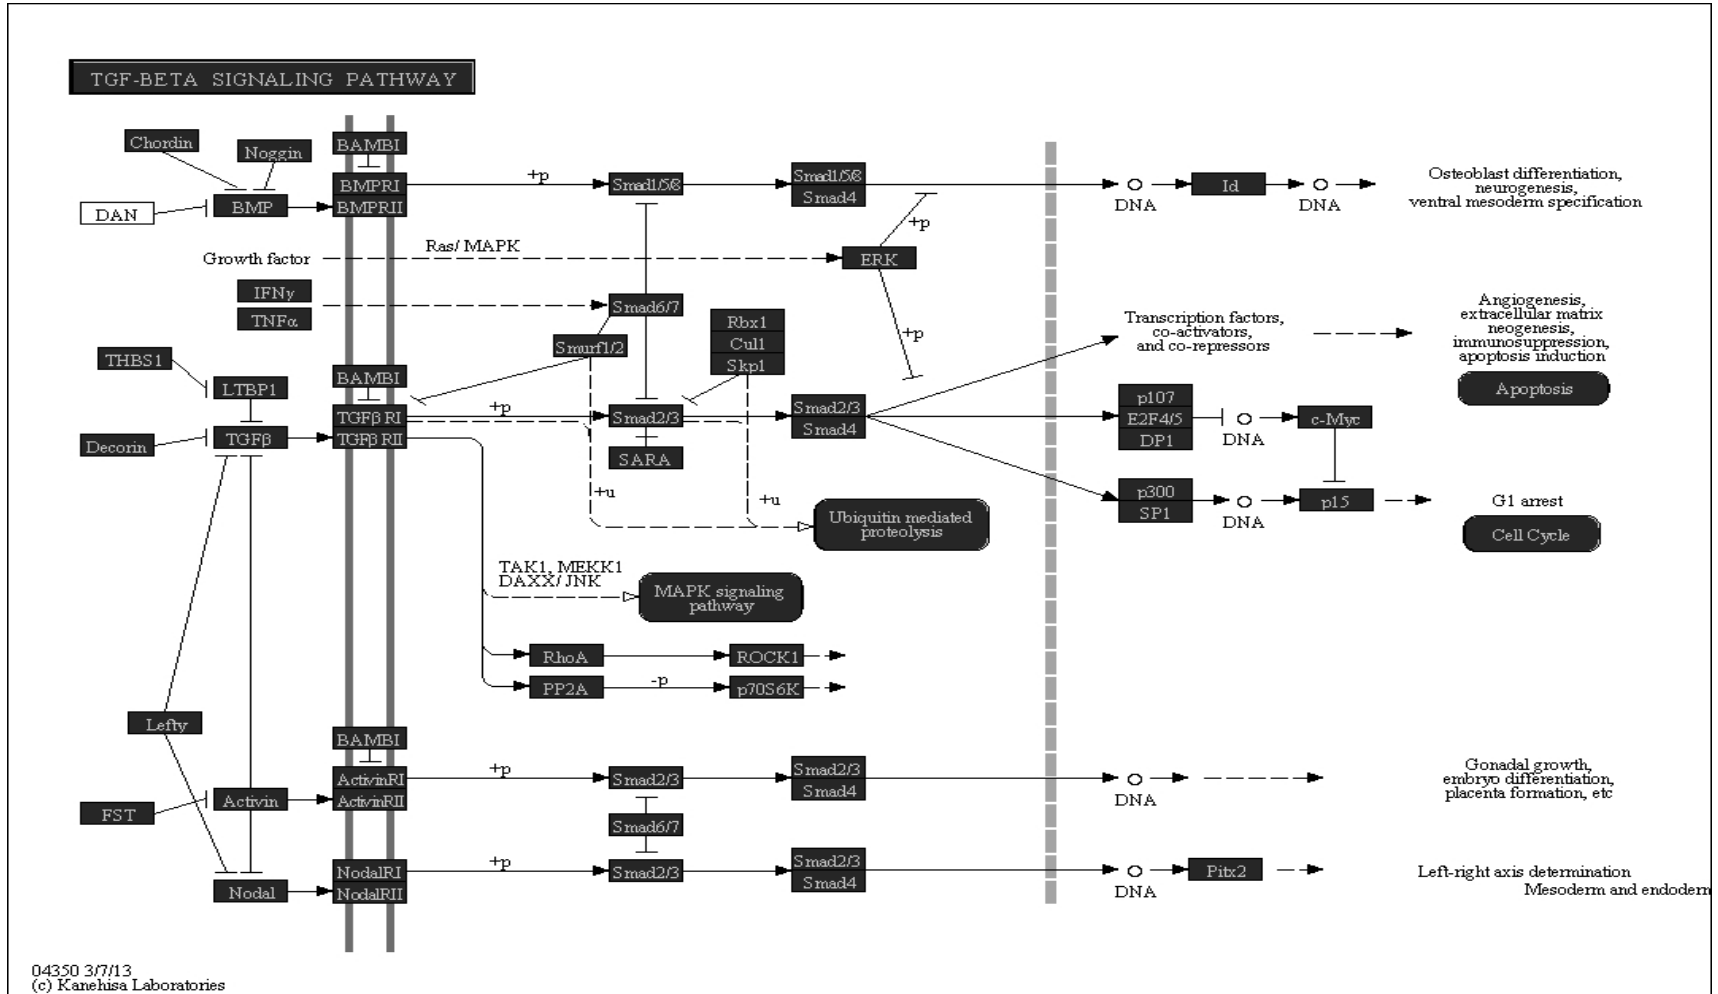 TGF-BETA SIGNALING PATHWAY
Chordin
Noggin
BAMBI
DAN
BMP
BMPRI
BMPRII
+p
Smad1/5/8
Smad1/5/8
Smad4
DNA
Id
DNA
Osteoblast differentiation,
neurogenesis,
ventral mesoderm specification
Growth factor
Ras/ MAPK
ERK
+p
+p
IFNγ
TNFα
Smad6/7
Smurf1/2
Rbx1
Cul1
Skp1
Transcription factors,
co-activators,
and co-repressors
Angiogenesis,
extracellular matrix
neogenesis,
immunosuppression,
apoptosis induction
Apoptosis
THBS1
LTBP1
BAMBI
Decorin
TGFβ
TGFβ RI
TGFβ RII
+p
Smad2/3
SARA
Smad2/3
Smad4
p107
E2F4/5
DP1
DNA
c-Myc
p300
SP1
DNA
p15
G1 arrest
Cell Cycle
+u
+u
Ubiquitin mediated
proteolysis
TAK1, MEKK1
DAXX/ JNK
MAPK signaling
pathway
RhoA
ROCK1
PP2A
-p
p70S6K
Lefty
BAMBI
FST
Activin
ActivinRI
ActivinRII
+p
Smad2/3
Smad2/3
Smad4
DNA
Gonadal growth,
embryo differentiation,
placenta formation, etc
Smad6/7
Nodal
NodalRI
NodalRII
+p
Smad2/3
Smad2/3
Smad4
DNA
Pitx2
Left-right axis determination
Mesoderm and endoderm
04350 3/7/13
(c) Kanehisa Laboratories